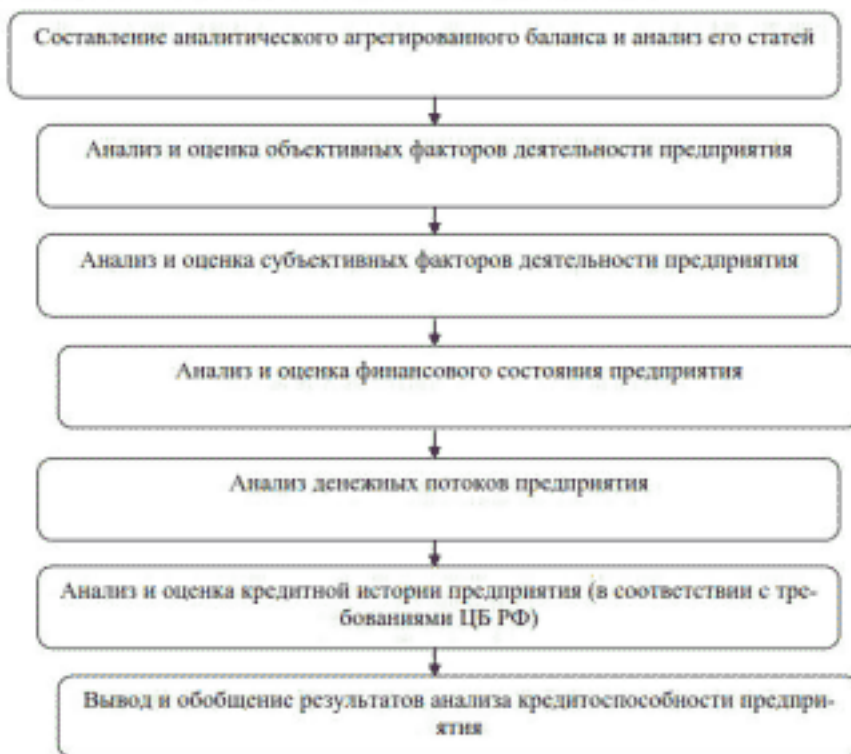 Составление аналитического агрегированного баланса и анализ его статей
Анализ и оценка объективных факторов деятельности предприятия
Анализ и оценка субъективных факторов деятельности предприятия
Анализ и оценка финансового состояния предприятия
Анализ денежных потоков предприятия
Анализ и оценка кредитной истории предприятия (в соответствии с тре-
бованиями ЦБ РФ)
Вывод и обобщение результатов анализа кредитоспособности предпри-
ятия